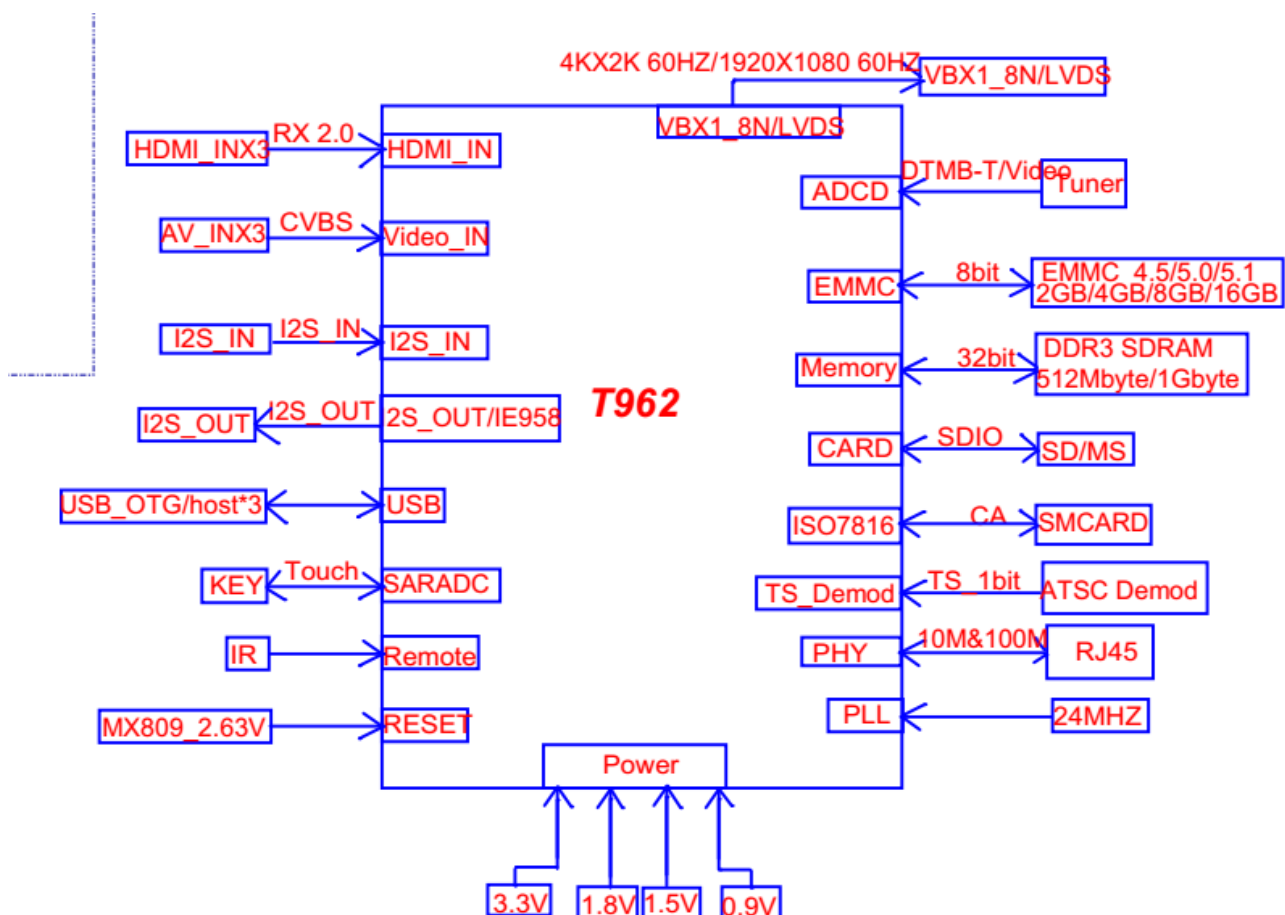 4KX2K 60HZ/1920X1080 60HZ
VBX1_8N/LVDS
VBX1_8N/LVDS
HDMI_INX3
RX 2.0
HDMI_IN
AV_INX3
CVBS
Video_IN
I2S_IN
I2S_IN
I2S_IN
I2S_OUT
I2S_OUT
2S_OUT/IE958
USB_OTG/host*3
USB
KEY
Touch
SARADC
IR
Remote
MX809_2.63V
RESET
T962
ADCD
DTMB-T/Video
Tuner
EMMC
8bit
EMMC 4.5/5.0/5.1
2GB/4GB/8GB/16GB
Memory
32bit
DDR3 SDRAM
512Mbyte/1Gbyte
CARD
SDIO
SD/MS
ISO7816
CA
SMCARD
TS_Demod
TS_1bit
ATSC Demod
PHY
10M&100M
RJ45
PLL
24MHZ
Power
3.3V
1.8V
1.5V
0.9V